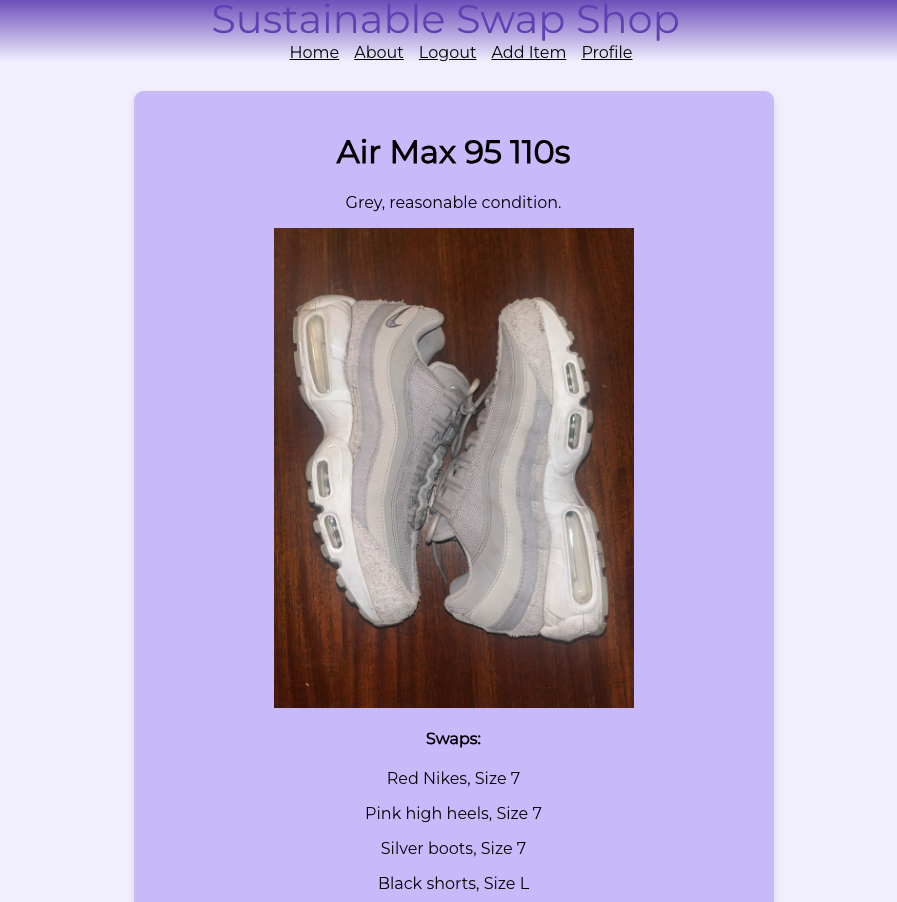 Sustainable Swap Shop
Home About Logout Add Item Profile
Air Max 95 110s
Grey, reasonable condition.
Swaps:
Red Nikes, Size 7
Pink high heels, Size 7
Silver boots, Size 7
Black shorts, Size L